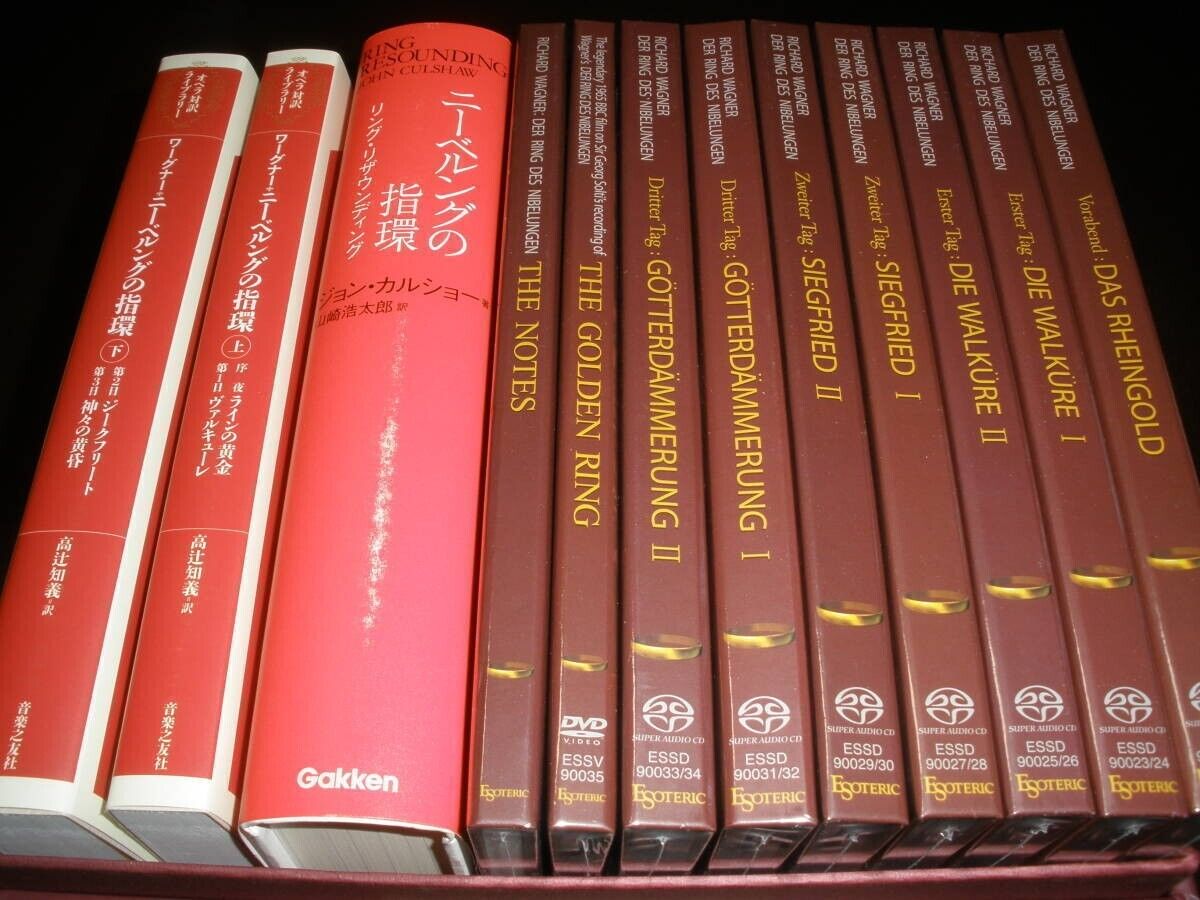 オペラ対訳
ライブラリー
ワーグナー
ニーベルングの指環
下
第2日 ジークフリート
第3日 神々の黄昏
高辻知義=訳
音楽之友社
オペラ対訳
ライブラリー
ワーグナー
ニーベルングの指環
上
序夜 ラインの黄金
第1日 ヴァルキューレ
高辻知義=訳
音楽之友社
RING
RESOUNDING
JOHN CULSHAW
ニーベルングの
指環
リング・リザウンディング
ジョン・カルショー 著
山崎浩太郎 訳
Gakken
RICHARD WAGNER: DER RING DES NIBELUNGEN
THE NOTES
ESOTERIC
The legendary 1965 BBC film on Sir Georg Solti's recording of
Wagner's DER RING DES NIBELUNGEN
THE GOLDEN RING
DVD
VIDEO
ESSV
90035
ESOTERIC
RICHARD WAGNER
DER RING DES NIBELUNGEN
Dritter Tag : GÖTTERDÄMMERUNG II
SUPER AUDIO CD
ESSD
90033/34
ESOTERIC
RICHARD WAGNER
DER RING DES NIBELUNGEN
Dritter Tag : GÖTTERDÄMMERUNG I
SUPER AUDIO CD
ESSD
90031/32
ESOTERIC
RICHARD WAGNER
DER RING DES NIBELUNGEN
Zweiter Tag : SIEGFRIED II
SUPER AUDIO CD
ESSD
90029/30
ESOTERIC
RICHARD WAGNER
DER RING DES NIBELUNGEN
Zweiter Tag : SIEGFRIED I
SUPER AUDIO CD
ESSD
90027/28
ESOTERIC
RICHARD WAGNER
DER RING DES NIBELUNGEN
Erster Tag : DIE WALKÜRE II
SUPER AUDIO CD
ESSD
90025/26
ESOTERIC
RICHARD WAGNER
DER RING DES NIBELUNGEN
Erster Tag : DIE WALKÜRE I
SUPER AUDIO CD
ESSD
90023/24
ESOTERIC
RICHARD WAGNER
DER RING DES NIBELUNGEN
Vorabend : DAS RHEINGOLD